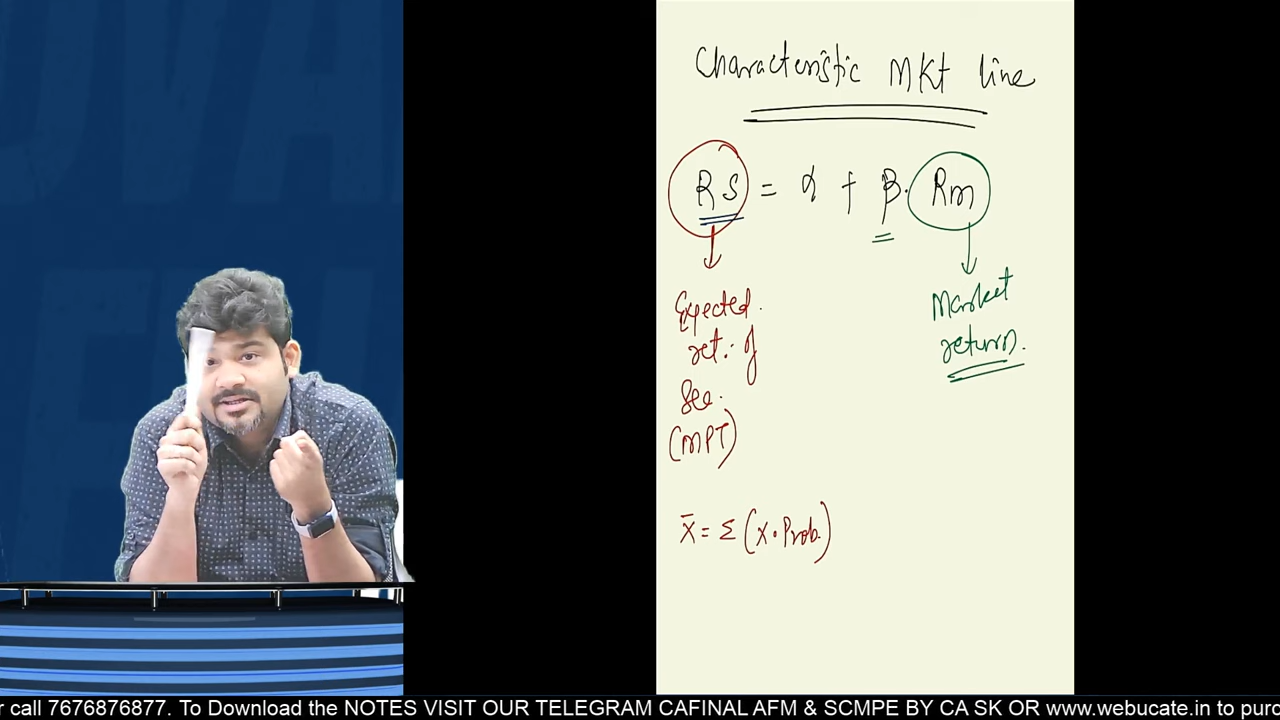 Characteristic MKt line
RS = α + β. Rm
Expected.
ret. of
sec.
(MPT)
Market
return.
X̄ = Σ (X • Prob.)
r call 7676876877. To Download the NOTES VISIT OUR TELEGRAM CAFINAL AFM & SCMPE BY CA SK OR www.webucate.in to purc